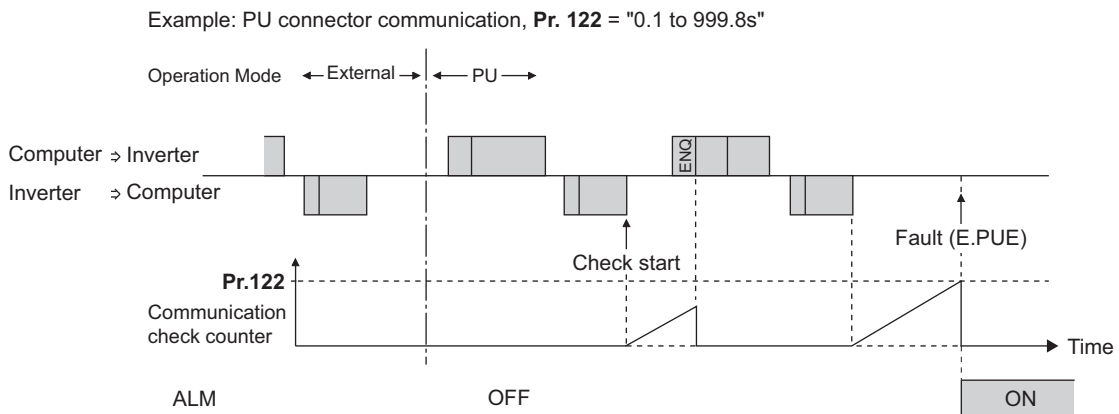 Example: PU connector communication, Pr. 122 = "0.1 to 999.8s"
Operation Mode
External
PU
Computer ⇒ Inverter
ENQ
Inverter ⇒ Computer
Fault (E.PUE)
Check start
Pr.122
Communication
check counter
Time
ALM
OFF
ON